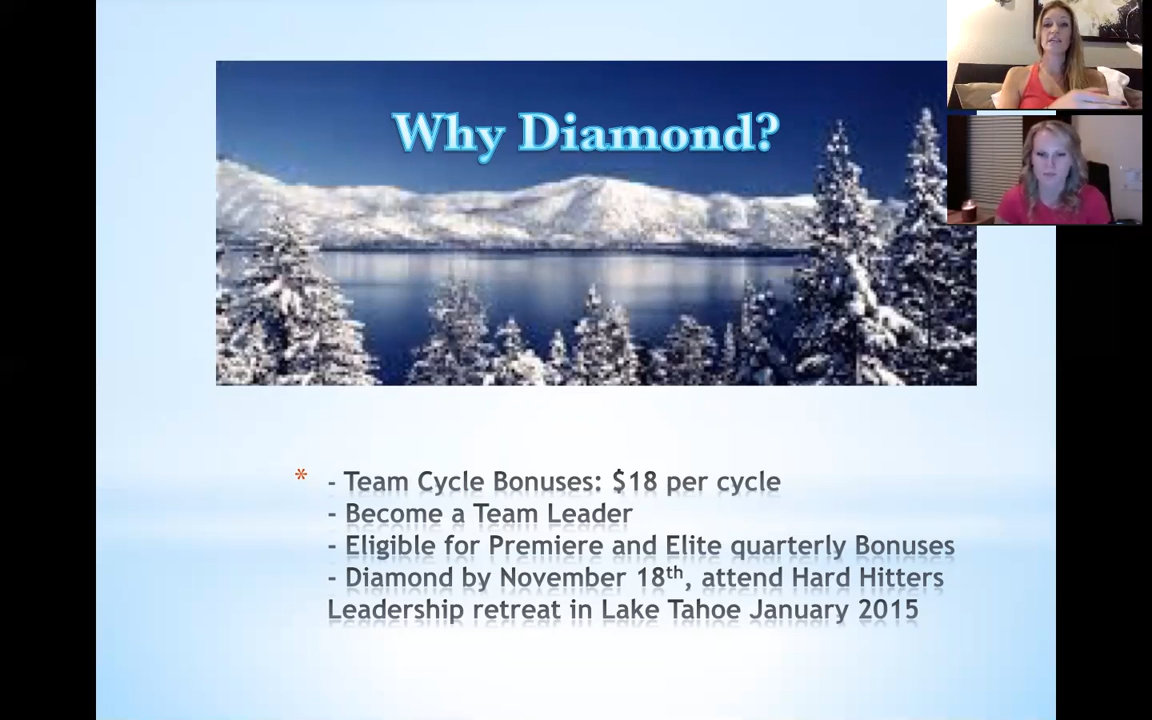 Why Diamond?
* - Team Cycle Bonuses: $18 per cycle
- Become a Team Leader
- Eligible for Premiere and Elite quarterly Bonuses
- Diamond by November 18th, attend Hard Hitters
Leadership retreat in Lake Tahoe January 2015